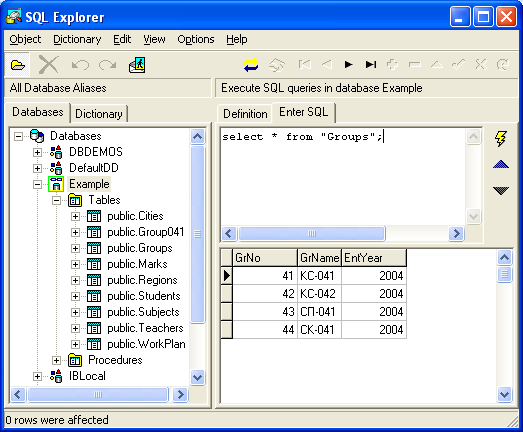 SQL Explorer
Object Dictionary Edit View Options Help
All Database Aliases
Execute SQL queries in database Example
Databases Dictionary
Definition Enter SQL
Databases
DBDEMOS
DefaultDD
Example
Tables
public.Cities
public.Group041
public.Groups
public.Marks
public.Regions
public.Students
public.Subjects
public.Teachers
public.WorkPlan
Procedures
IBLocal
select * from "Groups";
GrNo GrName EntYear
41 КС-041 2004
42 КС-042 2004
43 СП-041 2004
44 СК-041 2004
0 rows were affected